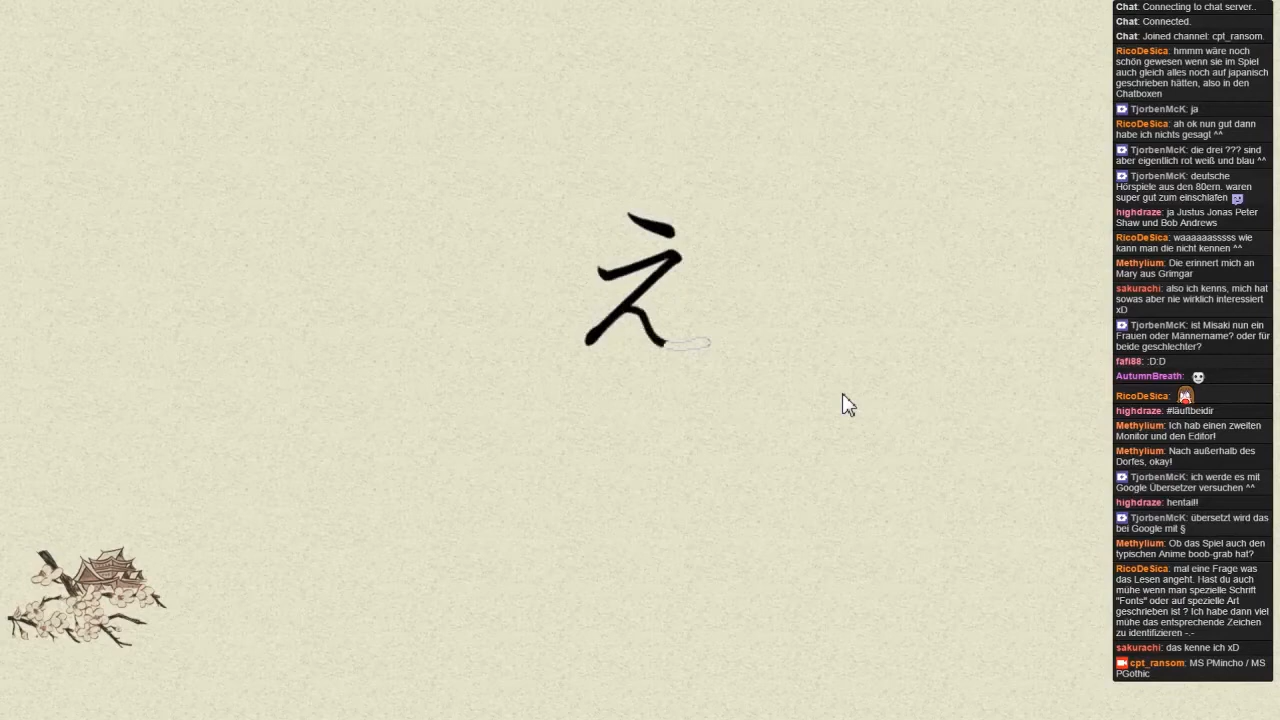 え
Chat: Connecting to chat server..
Chat: Connected.
Chat: Joined channel: cpt_ransom.
RicoDeSica: hmmm wäre noch
schön gewesen wenn sie im Spiel
auch gleich alles noch auf japanisch
geschrieben hätten, also in den
Chatboxen
TjorbenMcK: ja
RicoDeSica: ah ok nun gut dann
habe ich nichts gesagt ^^
TjorbenMcK: die drei ??? sind
aber eigentlich rot weiß und blau ^^
TjorbenMcK: deutsche
Hörspiele aus den 80ern. waren
super gut zum einschlafen
highdraze: ja Justus Jonas Peter
Shaw und Bob Andrews
RicoDeSica: waaaaaasssss wie
kann man die nicht kennen ^^
Methylium: Die erinnert mich an
Mary aus Grimgar
sakurachi: also ich kenns, mich hat
sowas aber nie wirklich interessiert
xD
TjorbenMcK: ist Misaki nun ein
Frauen oder Männername? oder für
beide geschlechter?
fafi88: :D:D
AutumnBreath:
RicoDeSica:
highdraze: #läuftbeidir
Methylium: Ich hab einen zweiten
Monitor und den Editor!
Methylium: Nach außerhalb des
Dorfes, okay!
TjorbenMcK: ich werde es mit
Google Übersetzer versuchen ^^
highdraze: hentai!!
TjorbenMcK: übersetzt wird das
bei Google mit §
Methylium: Ob das Spiel auch den
typischen Anime boob-grab hat?
RicoDeSica: mal eine Frage was
das Lesen angeht. Hast du auch
mühe wenn man spezielle Schrift
"Fonts" oder auf spezielle Art
geschrieben ist ? Ich habe dann viel
mühe das entsprechende Zeichen
zu identifizieren -.-
sakurachi: das kenne ich xD
cpt_ransom: MS PMincho / MS
PGothic